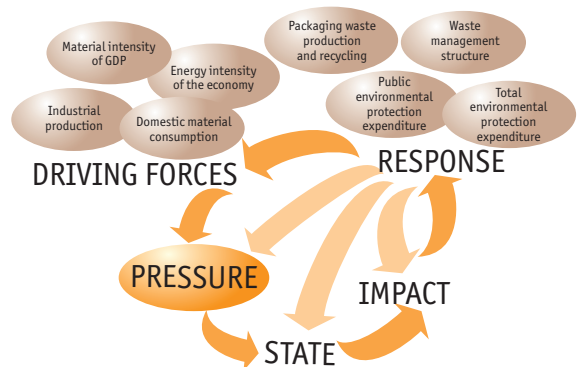 Material intensity
of GDP
Energy intensity
of the economy
Industrial
production
Domestic material
consumption
DRIVING FORCES
Packaging waste
production
and recycling
Waste
management
structure
Public
environmental
protection
expenditure
Total
environmental
protection
expenditure
RESPONSE
PRESSURE
IMPACT
STATE